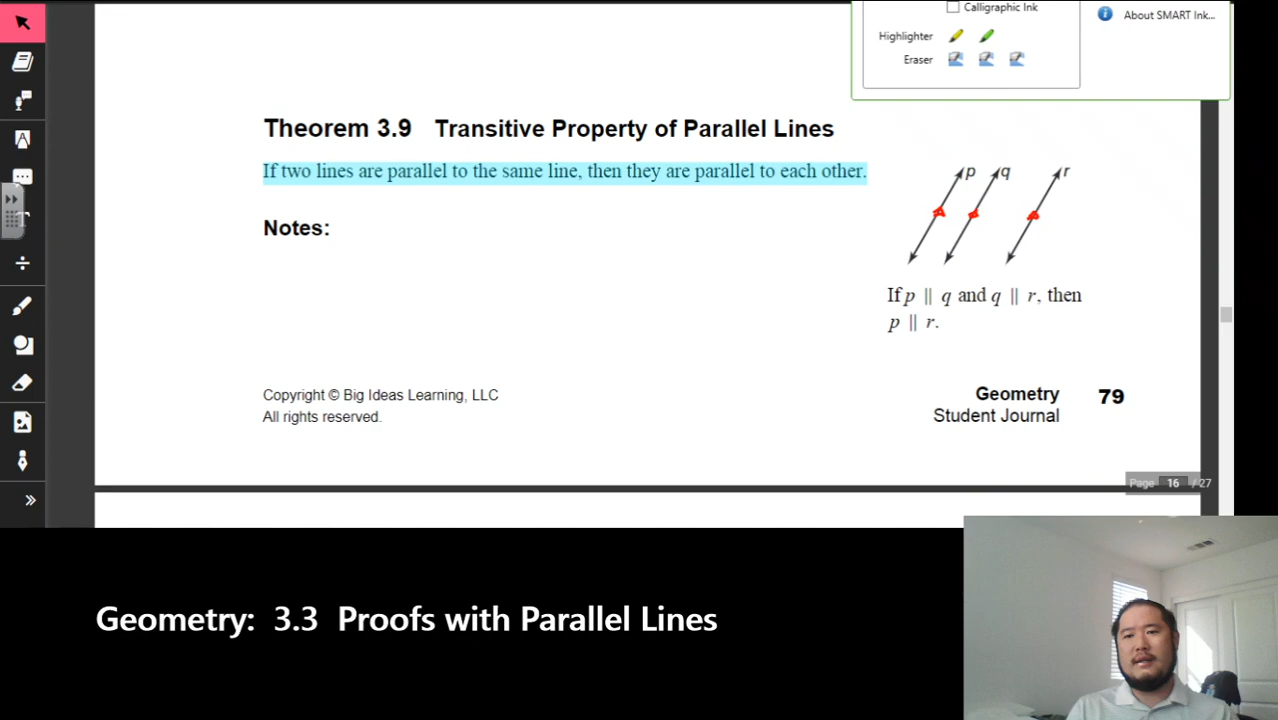 Calligraphic Ink
About SMART Ink...
Highlighter
Eraser
Theorem 3.9 Transitive Property of Parallel Lines
If two lines are parallel to the same line, then they are parallel to each other.
p q r
Notes:
If p || q and q || r, then
p || r.
Copyright © Big Ideas Learning, LLC
All rights reserved.
Geometry 79
Student Journal
Page 16 / 27
Geometry: 3.3 Proofs with Parallel Lines